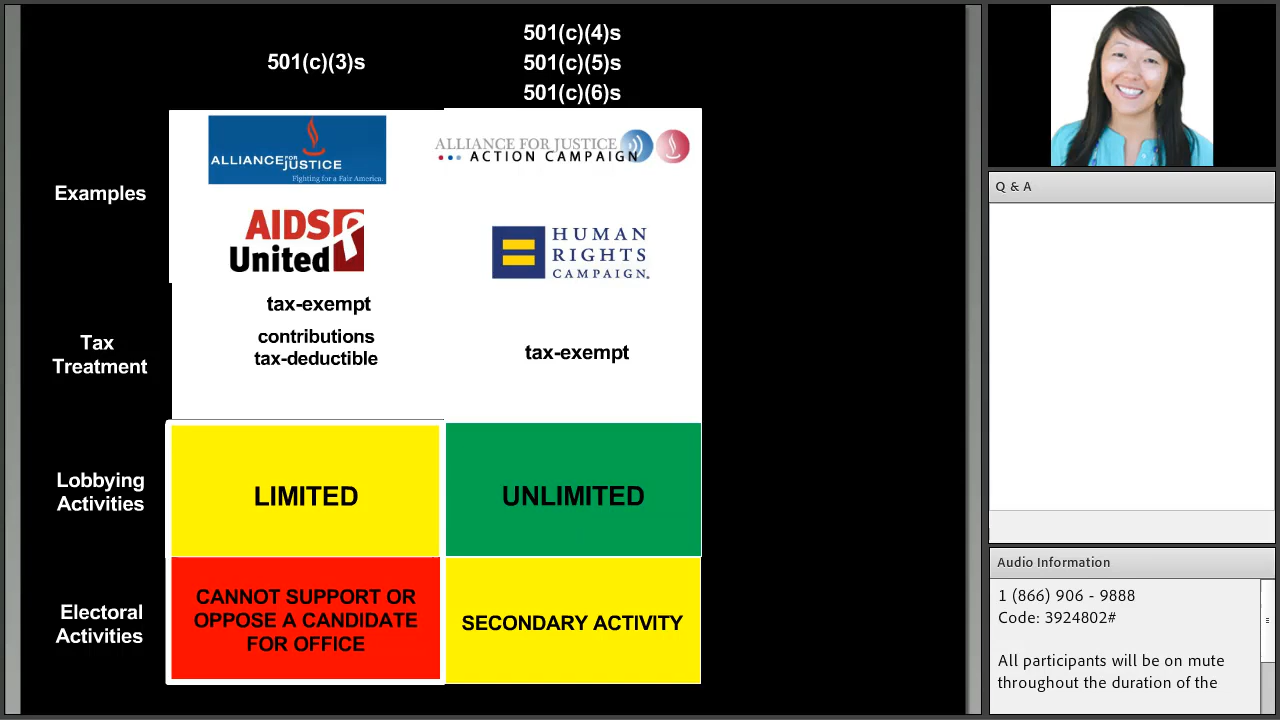 501(c)(3)s
501(c)(4)s
501(c)(5)s
501(c)(6)s
Examples
ALLIANCE FOR JUSTICE
Fighting for a Fair America.
ALLIANCE FOR JUSTICE
ACTION CAMPAIGN
AIDS
United
HUMAN
RIGHTS
CAMPAIGN.
Tax
Treatment
tax-exempt
contributions
tax-deductible
tax-exempt
Lobbying
Activities
LIMITED
UNLIMITED
Electoral
Activities
CANNOT SUPPORT OR
OPPOSE A CANDIDATE
FOR OFFICE
SECONDARY ACTIVITY
Q & A
Audio Information
1 (866) 906 - 9888
Code: 3924802#
All participants will be on mute
throughout the duration of the